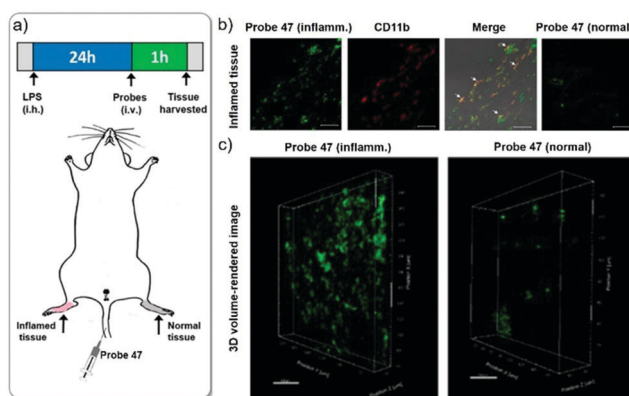 a)
24h
1h
LPS
(i.h.)
Probes
(i.v.)
Tissue
harvested
Inflamed
tissue
Normal
tissue
Probe 47
b)
Probe 47 (inflamm.)
CD11b
Merge
Probe 47 (normal)
Inflamed tissue
c)
Probe 47 (inflamm.)
Probe 47 (normal)
3D volume-rendered image